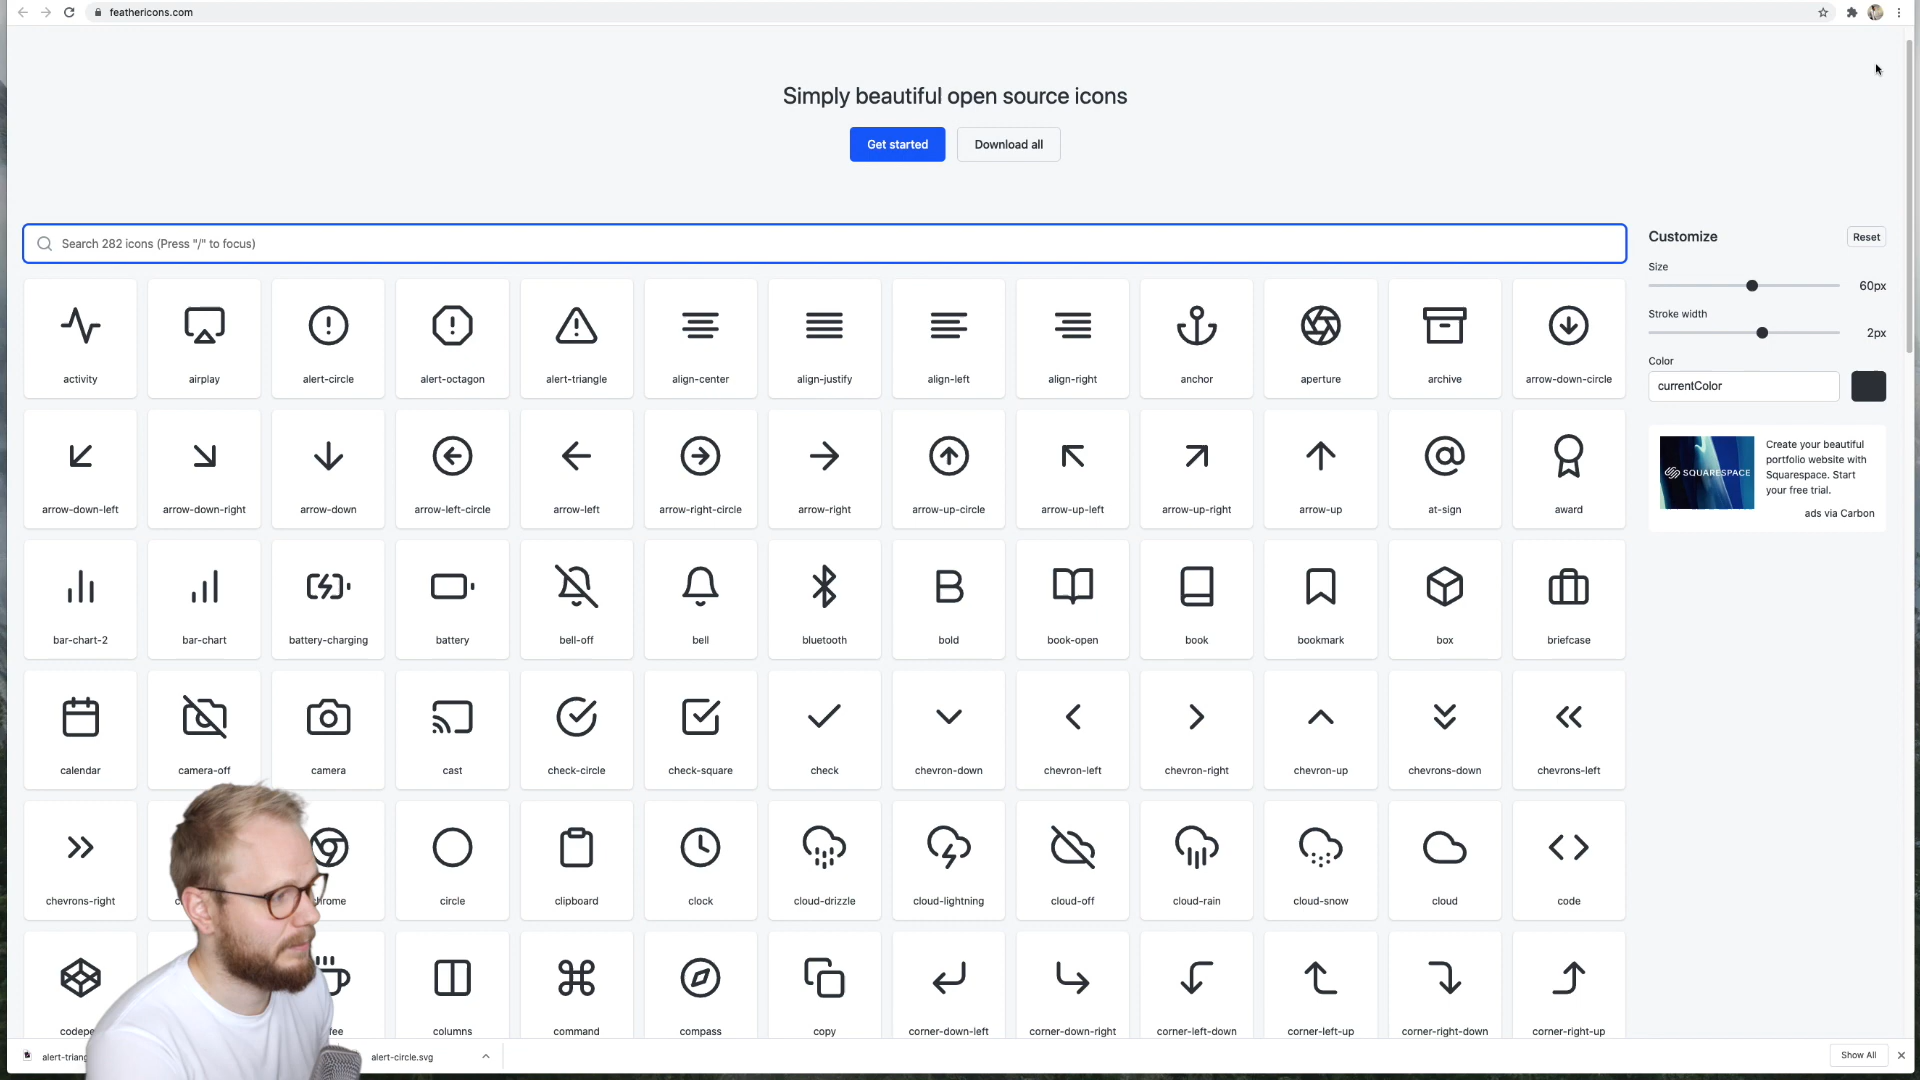 feathericons.com
Simply beautiful open source icons
Get started
Download all
Search 282 icons (Press "/" to focus)
Customize
Reset
Size
60px
Stroke width
2px
Color
currentColor
SQUARESPACE
Create your beautiful
portfolio website with
Squarespace. Start
your free trial.
ads via Carbon
activity
airplay
alert-circle
alert-octagon
alert-triangle
align-center
align-justify
align-left
align-right
anchor
aperture
archive
arrow-down-circle
arrow-down-left
arrow-down-right
arrow-down
arrow-left-circle
arrow-left
arrow-right-circle
arrow-right
arrow-up-circle
arrow-up-left
arrow-up-right
arrow-up
at-sign
award
bar-chart-2
bar-chart
battery-charging
battery
bell-off
bell
bluetooth
bold
book-open
book
bookmark
box
briefcase
calendar
camera-off
camera
cast
check-circle
check-square
check
chevron-down
chevron-left
chevron-right
chevron-up
chevrons-down
chevrons-left
chevrons-right
hrome
circle
clipboard
clock
cloud-drizzle
cloud-lightning
cloud-off
cloud-rain
cloud-snow
cloud
code
codepe
fee
columns
command
compass
copy
corner-down-left
corner-down-right
corner-left-down
corner-left-up
corner-right-down
corner-right-up
alert-triang
alert-circle.svg
Show All